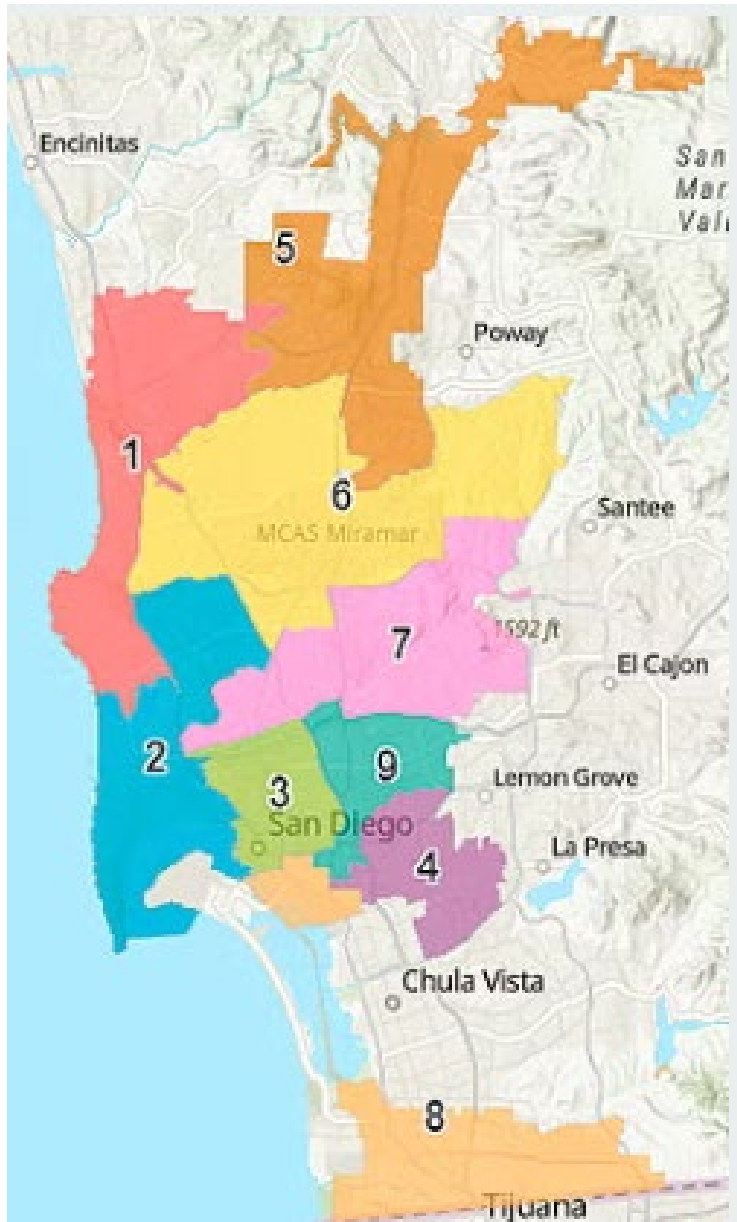 Encinitas
San
Mar
Vall
5
Poway
1
6
Santee
MCAS Miramar
7
1592 ft
El Cajon
2
9
3
Lemon Grove
San Diego
La Presa
4
Chula Vista
8
Tijuana